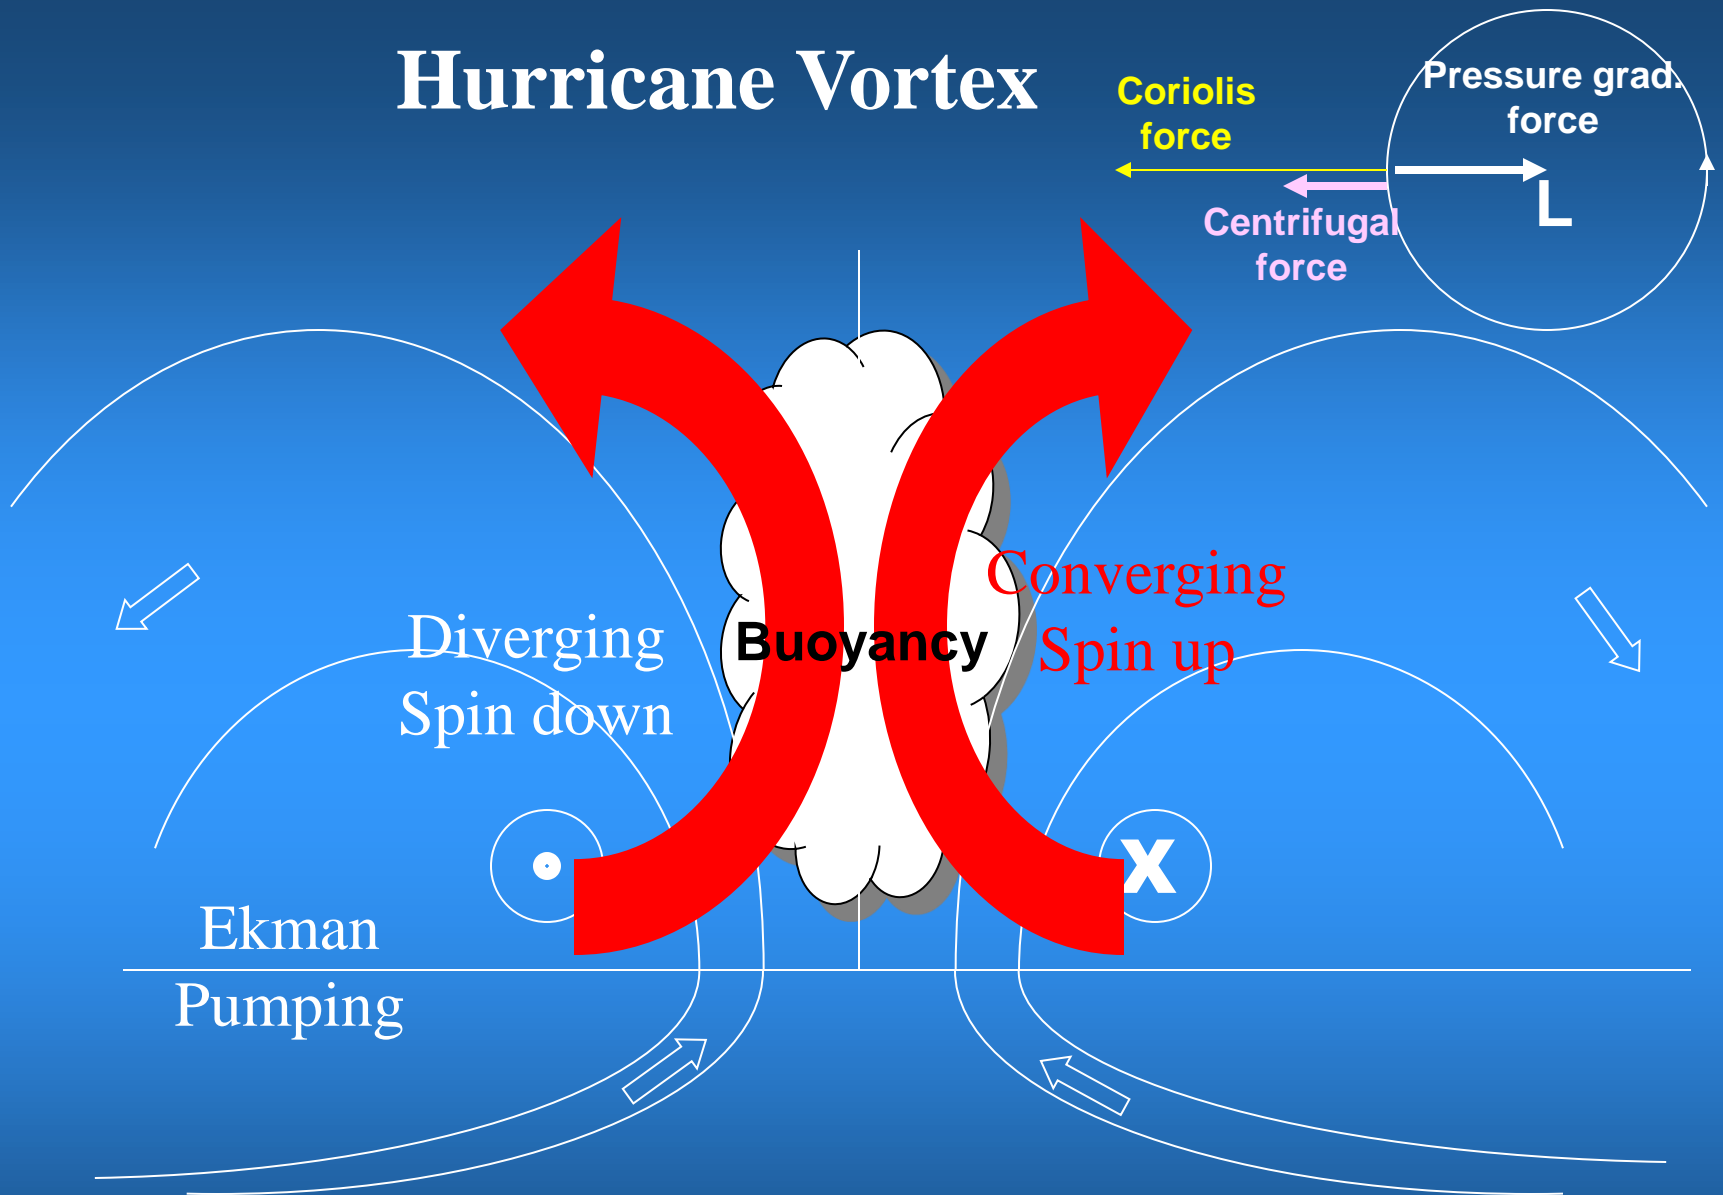 Hurricane Vortex
Coriolis
force
Pressure grad.
force
L
Centrifugal
force
Converging
Spin up
Diverging
Spin down
Buoyancy
X
Ekman
Pumping